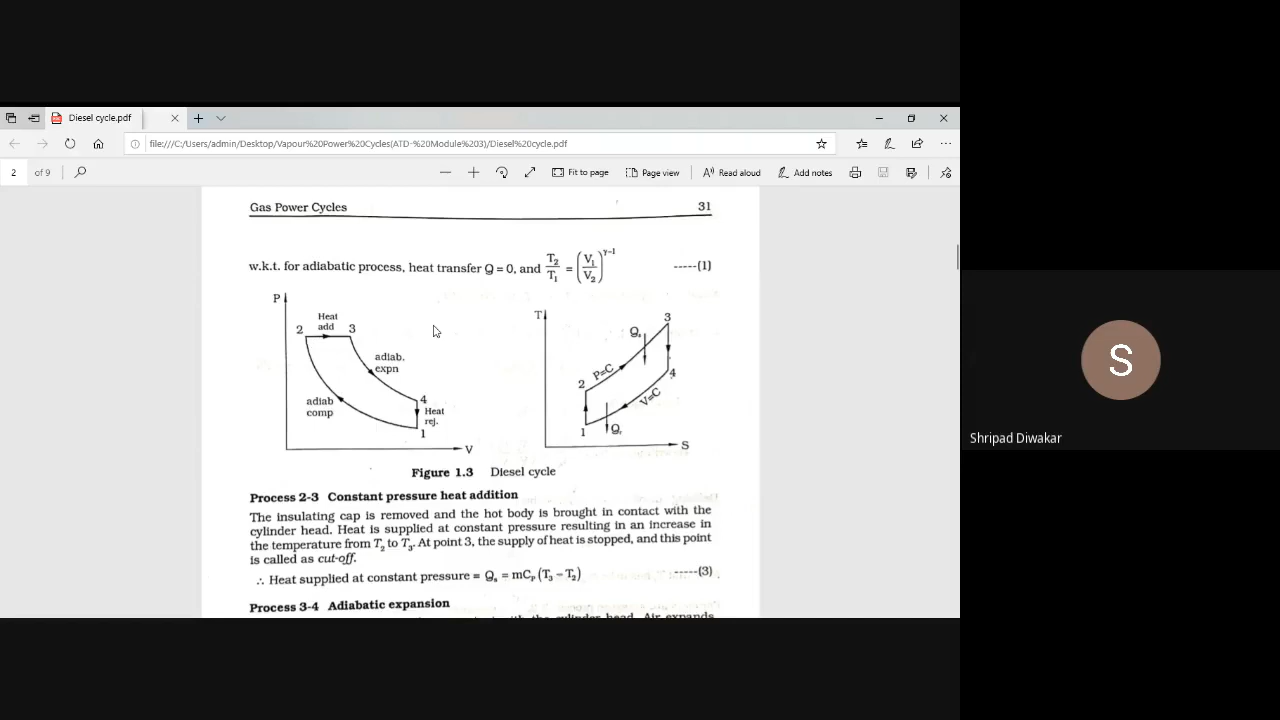 Diesel cycle.pdf
file:///C:/Users/admin/Desktop/Vapour%20Power%20Cycles(ATD-%20Module%203)/Diesel%20cycle.pdf
2 of 9
Fit to page
Page view
Read aloud
Add notes
Gas Power Cycles 31
w.k.t. for adiabatic process, heat transfer Q = 0, and T₂/T₁ = (V₁/V₂)^γ–1 -----(1)
P
Heat
add
2
3
adiab.
expn
adiab
comp
4
Heat
rej.
1
V
T
3
Qₛ
P=C
2
4
V=C
1
Qᵣ
S
Figure 1.3 Diesel cycle
Process 2-3 Constant pressure heat addition
The insulating cap is removed and the hot body is brought in contact with the
cylinder head. Heat is supplied at constant pressure resulting in an increase in
the temperature from T₂ to T₃. At point 3, the supply of heat is stopped, and this point
is called as cut-off.
∴ Heat supplied at constant pressure = Qₛ = mCₚ (T₃ – T₂) -----(3)
Process 3-4 Adiabatic expansion
the cylinder head. Air expands
S
Shripad Diwakar